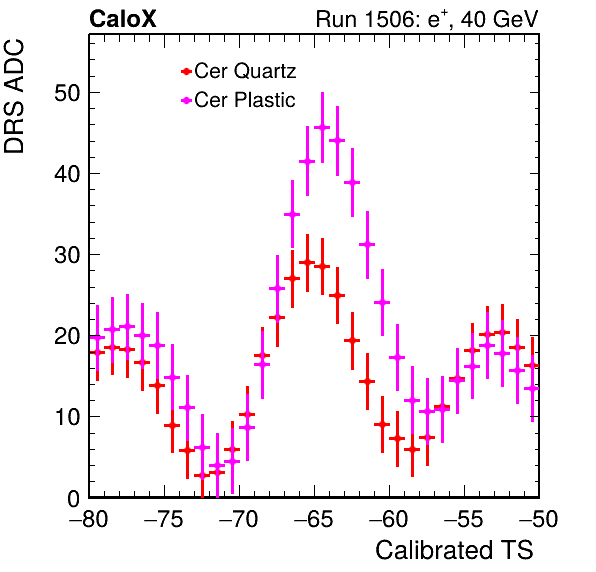 CaloX Run 1506: e⁺, 40 GeV
DRS ADC
Cer Quartz
Cer Plastic
50
40
30
20
10
0
−80 −75 −70 −65 −60 −55 −50
Calibrated TS